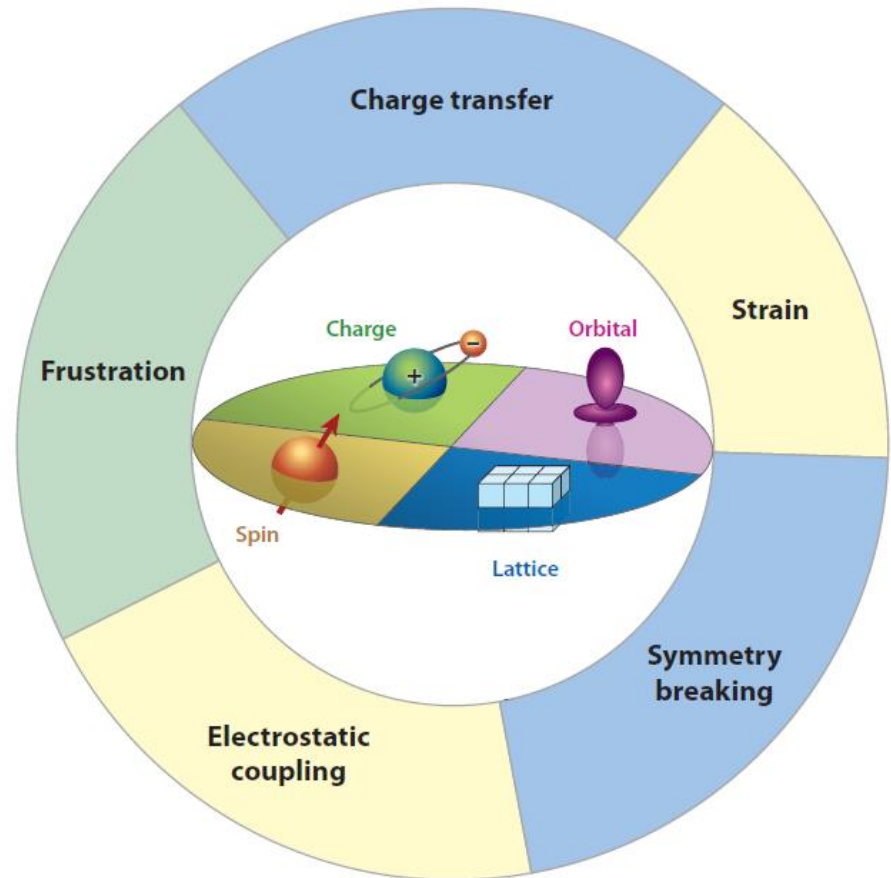 Charge transfer
Strain
Charge
Orbital
+
−
Frustration
Spin
Lattice
Symmetry
breaking
Electrostatic
coupling